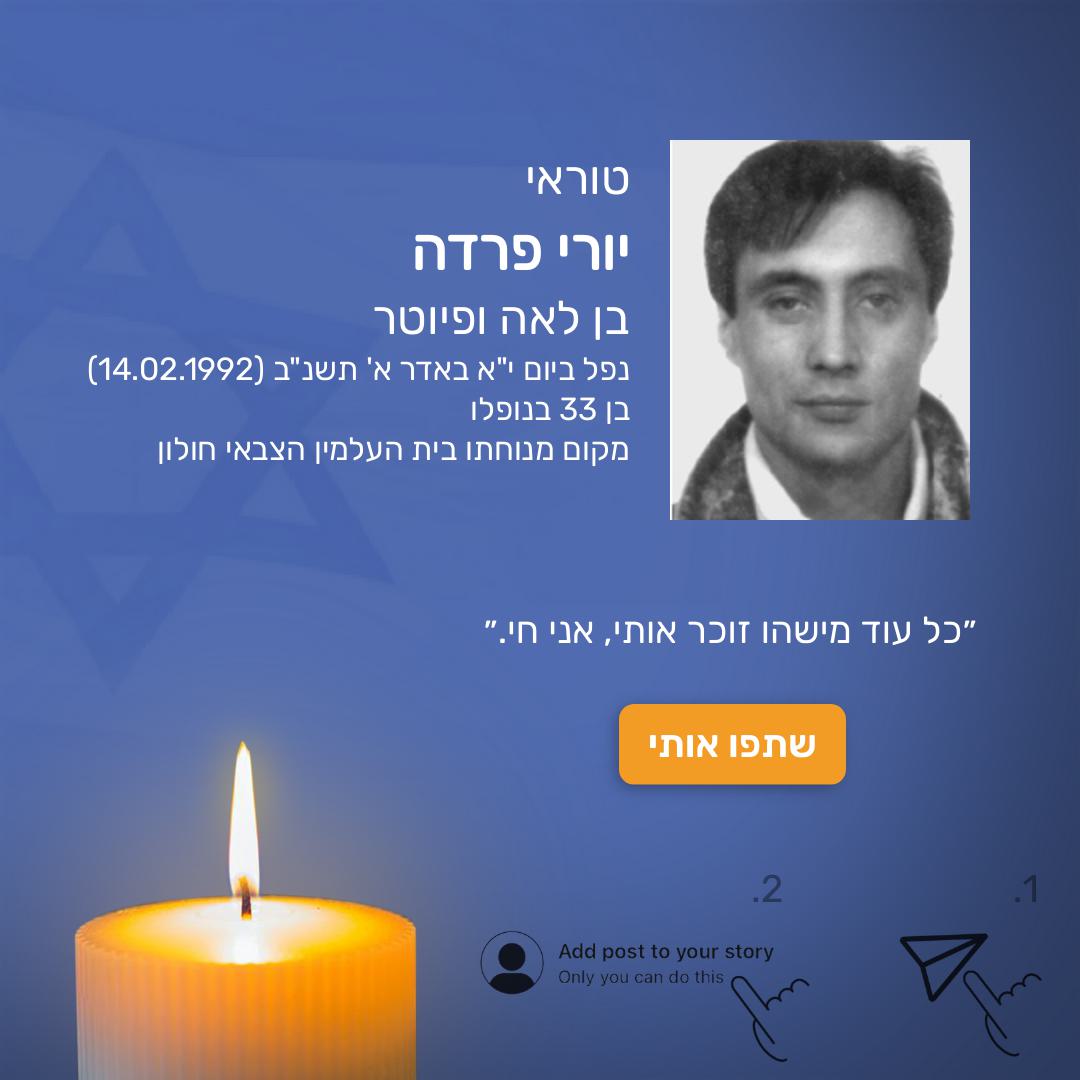 טוראי
יורי פרדה
בן לאה ופיוטר
נפל ביום י"א באדר א' תשנ"ב (14.02.1992)
בן 33 בנופלו
מקום מנוחתו בית העלמין הצבאי חולון
״כל עוד מישהו זוכר אותי, אני חי.״
שתפו אותי
.1
.2
Add post to your story
Only you can do this